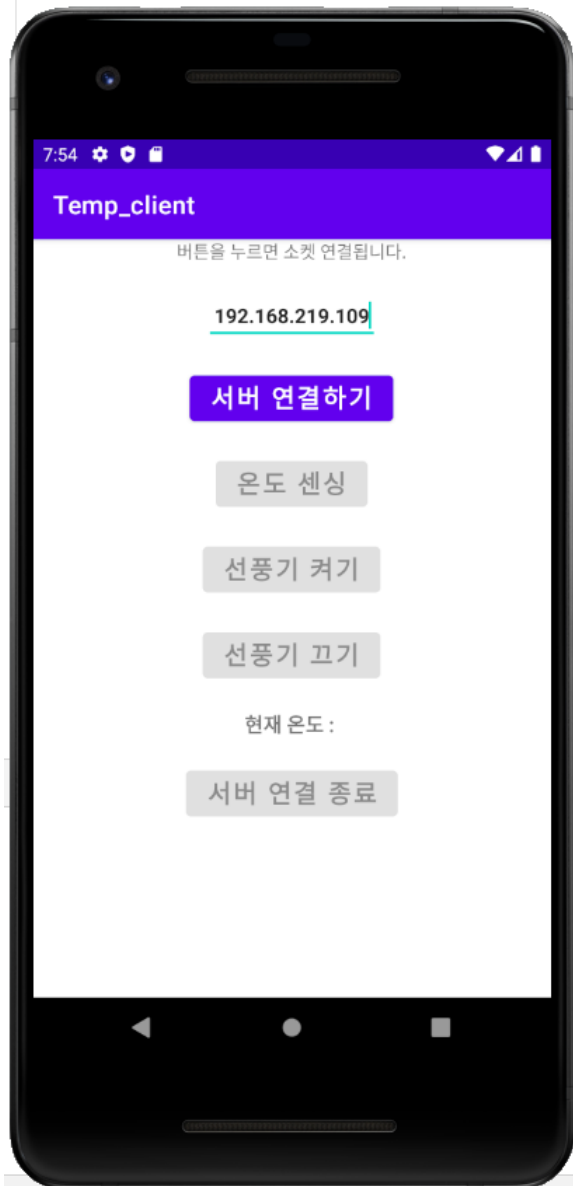 7:54
Temp_client
버튼을 누르면 소켓 연결됩니다.
192.168.219.109
서버 연결하기
온도 센싱
선풍기 켜기
선풍기 끄기
현재 온도 :
서버 연결 종료